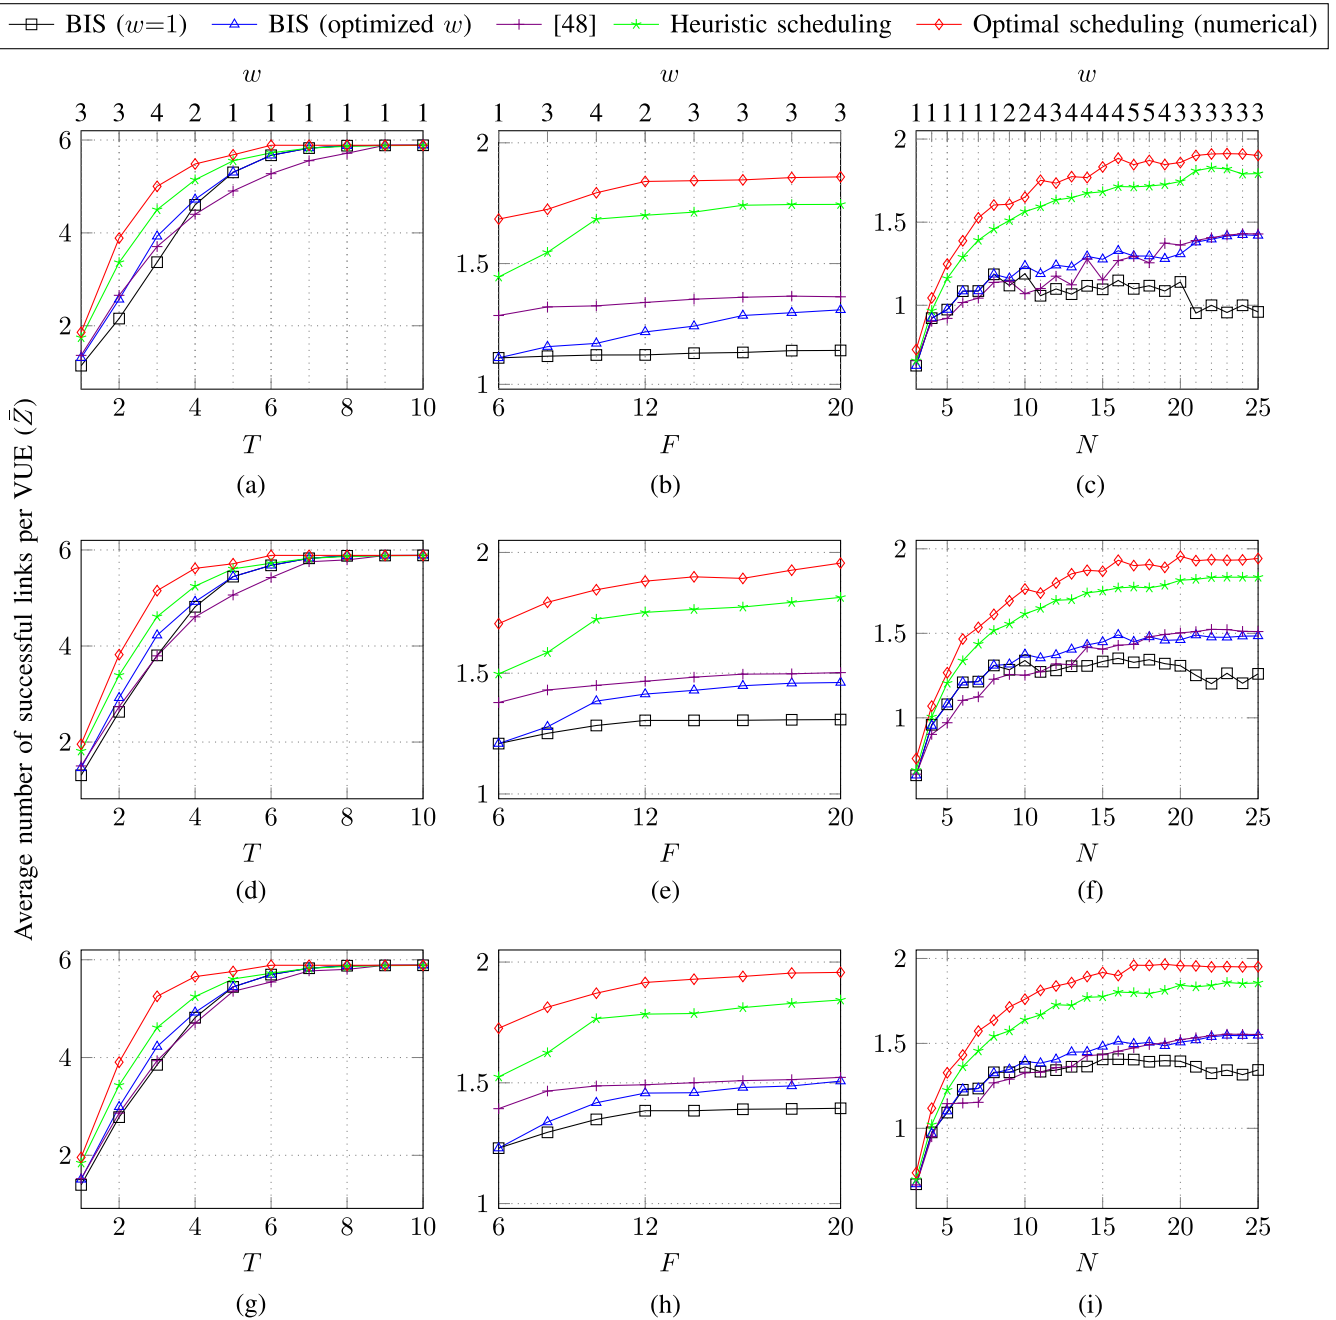 BIS (w=1) BIS (optimized w) [48] Heuristic scheduling Optimal scheduling (numerical)
Average number of successful links per VUE (Z̄)
w
3 3 4 2 1 1 1 1 1 1
6
4
2
2 4 6 8 10
T
(a)
w
1 3 4 2 3 3 3 3
2
1.5
1
6 12 20
F
(b)
w
1 1 1 1 1 1 2 2 4 3 4 4 4 4 5 5 4 3 3 3 3 3 3
2
1.5
1
5 10 15 20 25
N
(c)
6
4
2
2 4 6 8 10
T
(d)
2
1.5
1
6 12 20
F
(e)
2
1.5
1
5 10 15 20 25
N
(f)
6
4
2
2 4 6 8 10
T
(g)
2
1.5
1
6 12 20
F
(h)
2
1.5
1
5 10 15 20 25
N
(i)